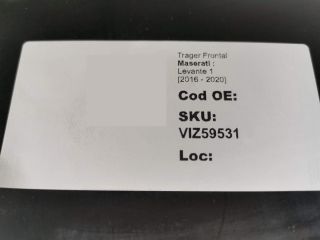 Trager Frontal
Maserati :
Levante 1
[2016 - 2020]
Cod OE:
SKU:
VIZ59531
Loc: